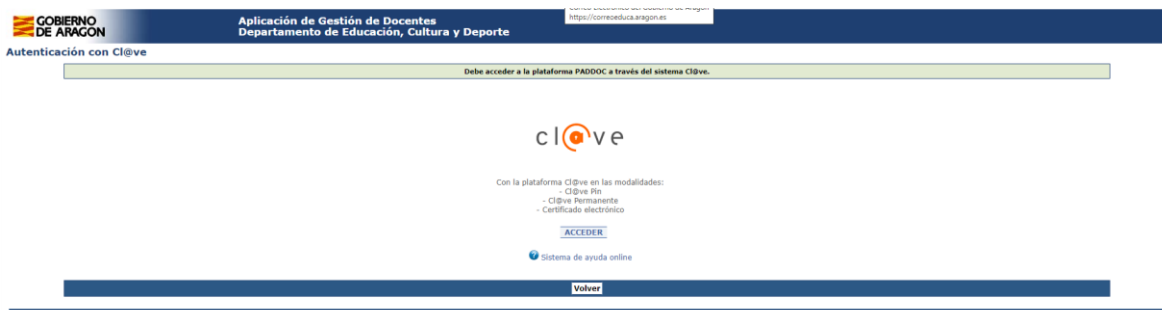 GOBIERNO
DE ARAGON
Aplicación de Gestión de Docentes
Departamento de Educación, Cultura y Deporte
https://correoeduca.aragon.es
Autenticación con Cl@ve
Debe acceder a la plataforma PADDOC a través del sistema Cl@ve.
cl@ve
Con la plataforma Cl@ve en las modalidades:
- Cl@ve Pin
- Cl@ve Permanente
- Certificado electrónico
ACCEDER
Sistema de ayuda online
Volver